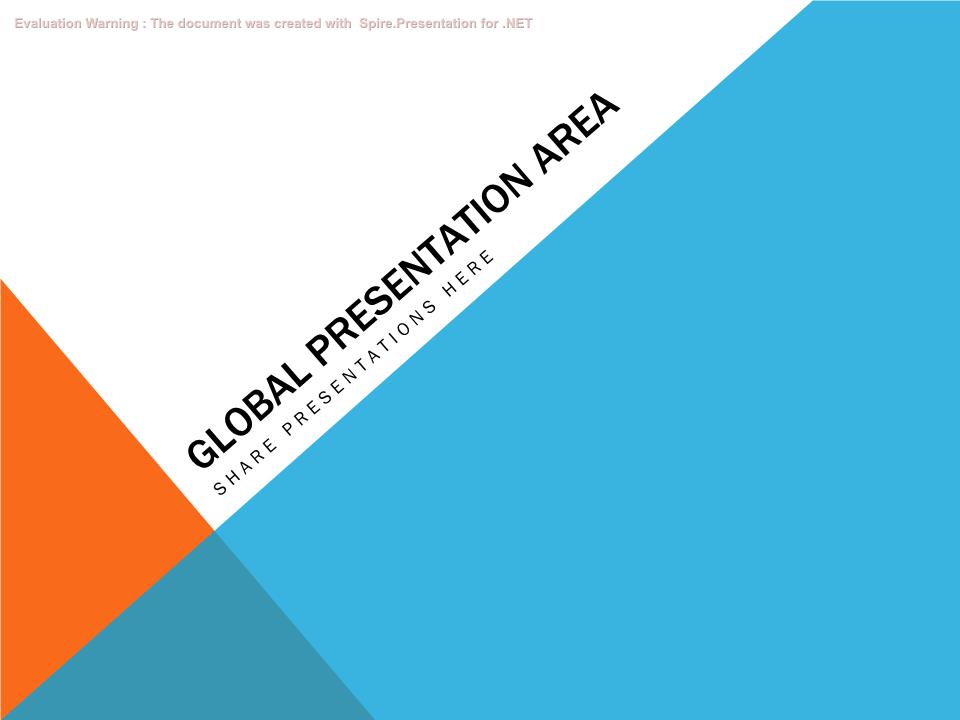 Evaluation Warning : The document was created with  Spire.Presentation for .NET
GLOBAL PRESENTATION AREA
SHARE PRESENTATIONS HERE